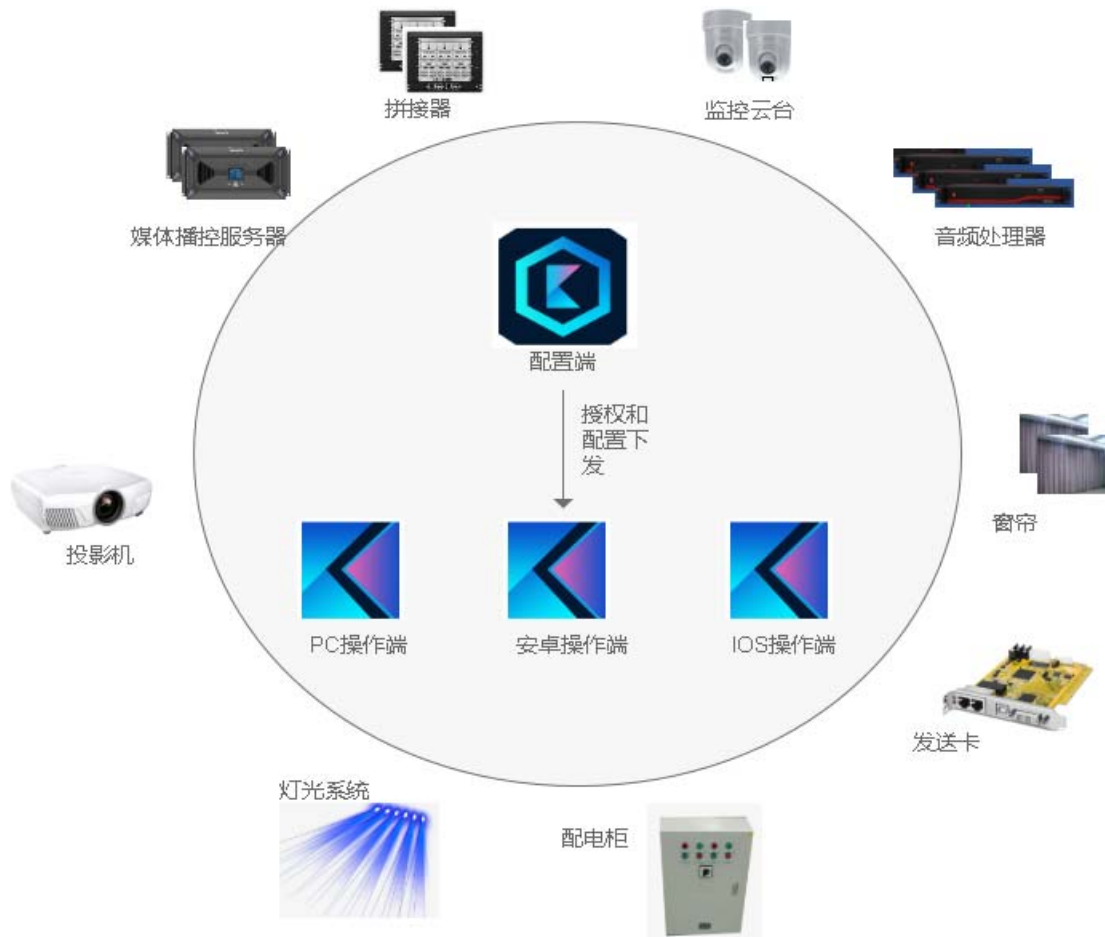 拼接器
监控云台
媒体播控服务器
音频处理器
配置端
授权和
配置下
发
窗帘
投影机
PC操作端
安卓操作端
IOS操作端
发送卡
灯光系统
配电柜